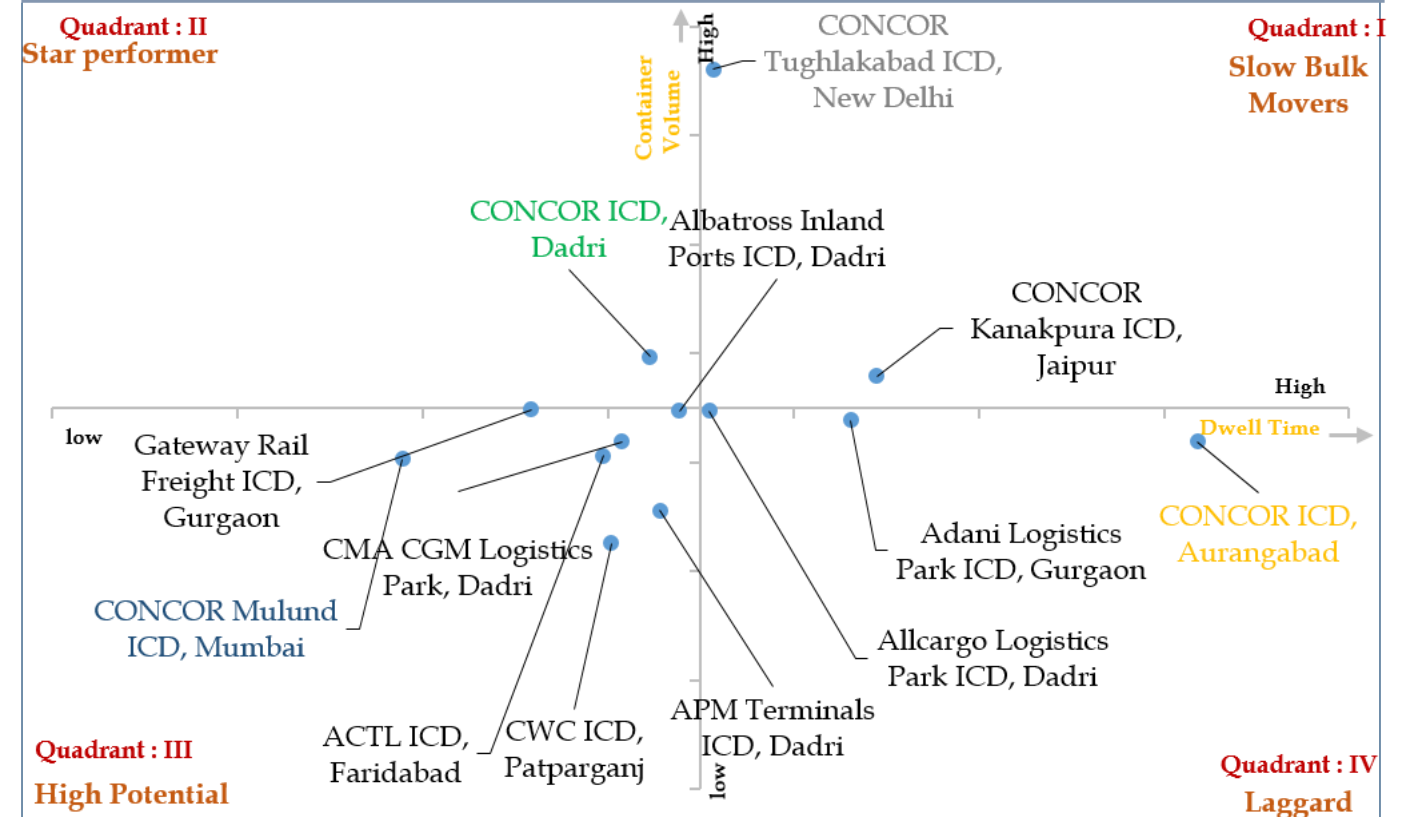 Quadrant : II
Star performer
High
Container
Volume
CONCOR
Tughlakabad ICD,
New Delhi
Quadrant : I
Slow Bulk
Movers
CONCOR ICD,
Dadri
Albatross Inland
Ports ICD, Dadri
CONCOR
Kanakpura ICD,
Jaipur
High
low
Dwell Time
Gateway Rail
Freight ICD,
Gurgaon
CMA CGM Logistics
Park, Dadri
CONCOR Mulund
ICD, Mumbai
Adani Logistics
Park ICD, Gurgaon
CONCOR ICD,
Aurangabad
Allcargo Logistics
Park ICD, Dadri
ACTL ICD,
Faridabad
CWC ICD,
Patparganj
APM Terminals
ICD, Dadri
low
Quadrant : III
High Potential
Quadrant : IV
Laggard